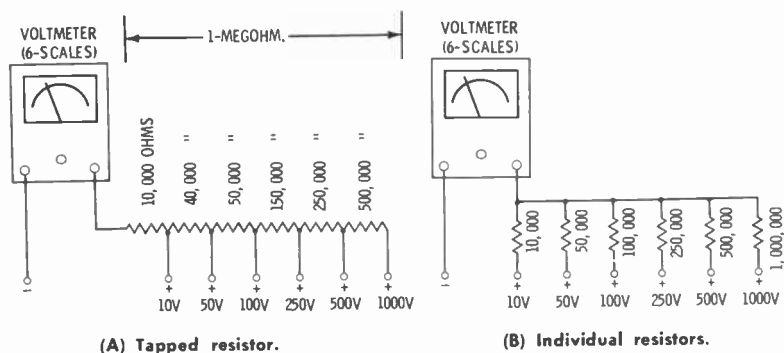 VOLTMETER
(6-SCALES)
1-MEGOHM.
10,000 OHMS
40,000 "
50,000 "
150,000 "
250,000 "
500,000 "
-
+ + + + + +
10V 50V 100V 250V 500V 1000V
(A) Tapped resistor.
VOLTMETER
(6-SCALES)
10,000
50,000
100,000
250,000
500,000
1,000,000
-
+ + + + + +
10V 50V 100V 250V 500V 1000V
(B) Individual resistors.